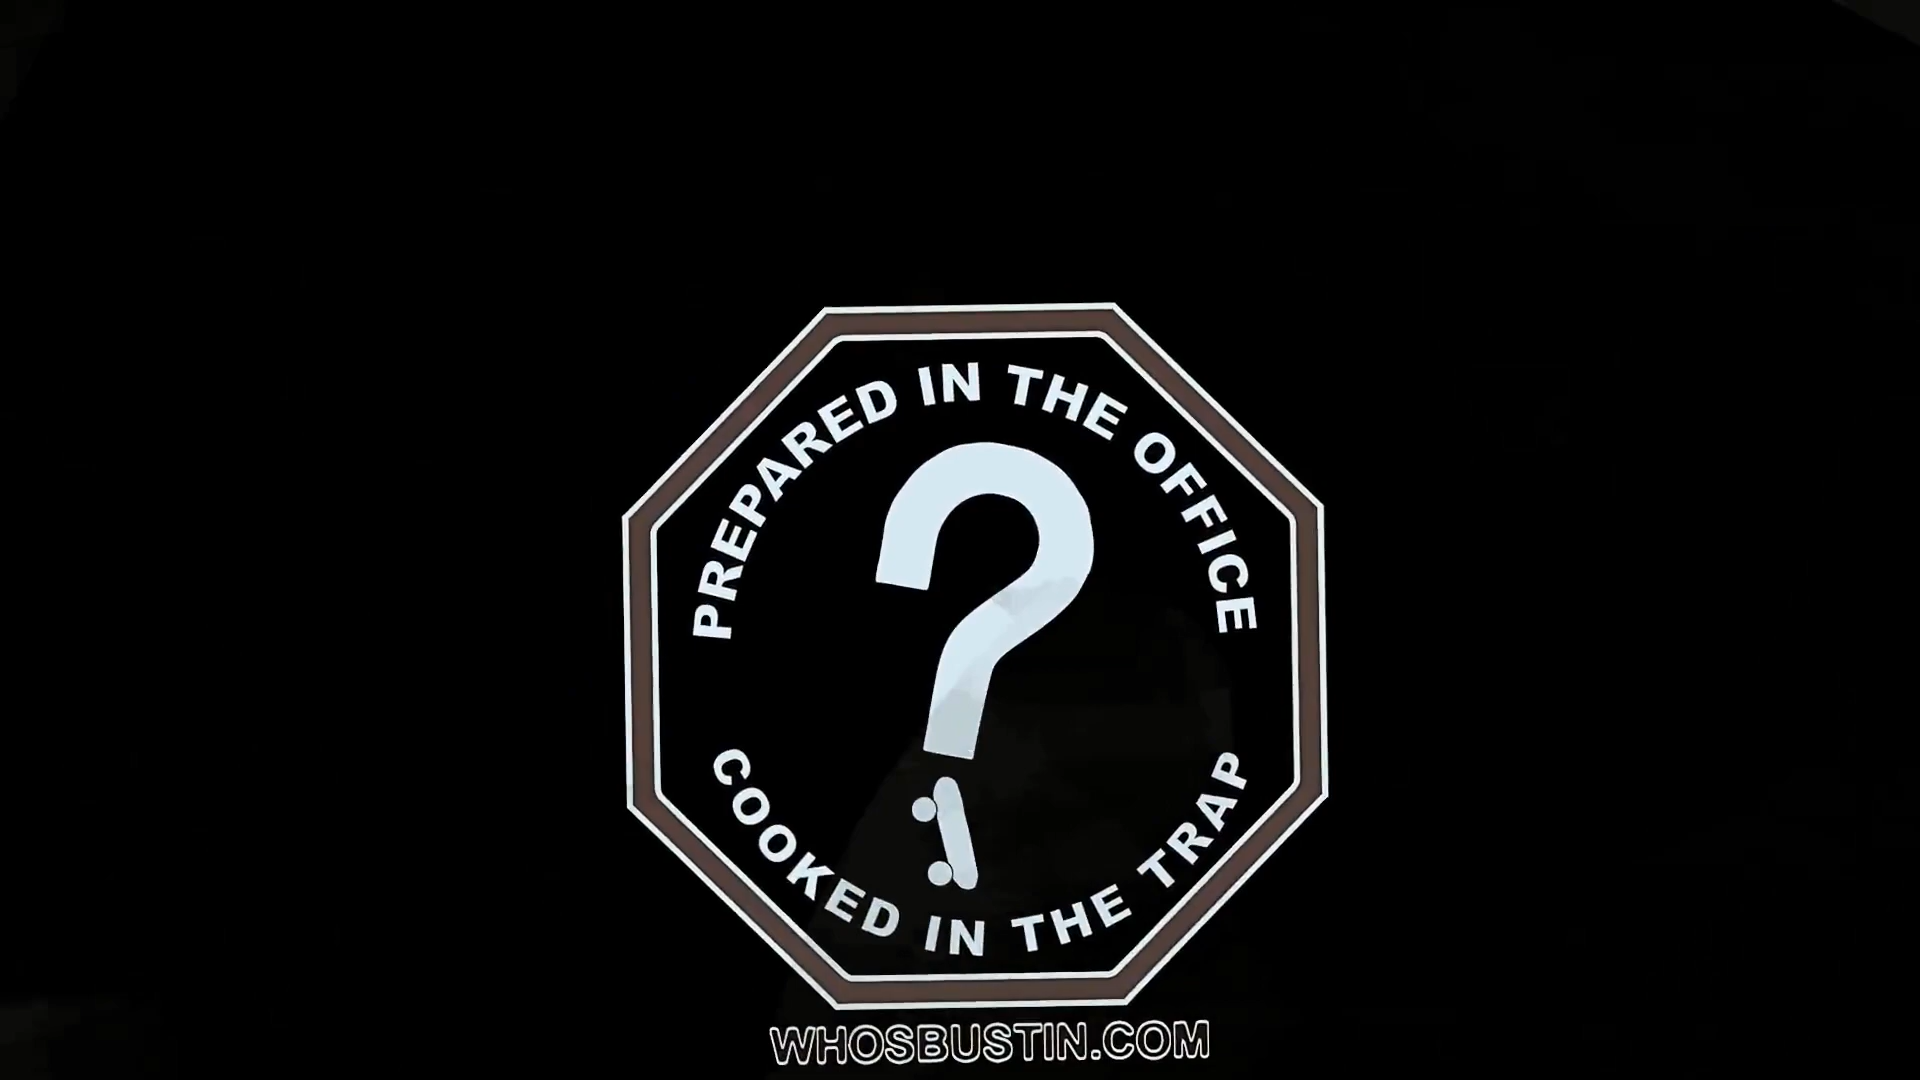 PREPARED IN THE OFFICE
?
COOKED IN THE TRAP
WHOSBUSTIN.COM